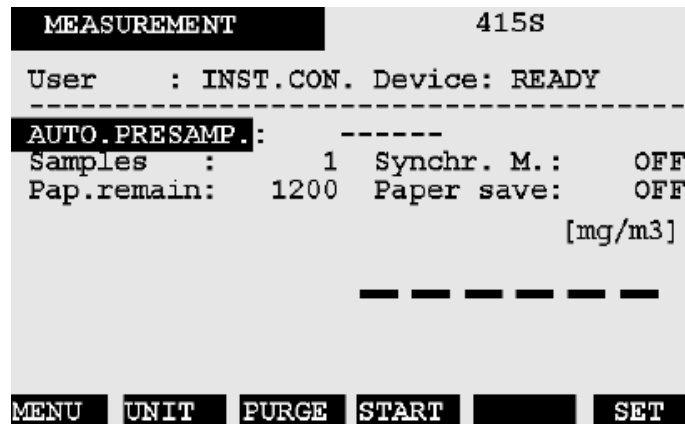 MEASUREMENT 415S
User : INST.CON. Device: READY
--------------------------------------
AUTO.PRESAMP.: ------
Samples : 1 Synchr. M.: OFF
Pap.remain: 1200 Paper save: OFF
[mg/m3]
— — — — — —
MENU UNIT PURGE START SET